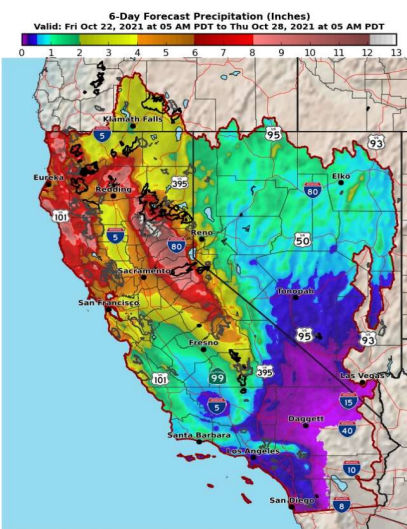 6-Day Forecast Precipitation (Inches)
Valid: Fri Oct 22, 2021 at 05 AM PDT to Thu Oct 28, 2021 at 05 AM PDT
0 1 2 3 4 5 6 7 8 9 10 11 12 13
Klamath Falls
5
95
93
Eureka
395
Elko
Redding
80
101
5
Reno
50
80
Sacramento
Tonopah
San Francisco
95
93
Fresno
101
99
395
Las Vegas
5
15
Daggett
40
Santa Barbara
Los Angeles
10
San Diego
8